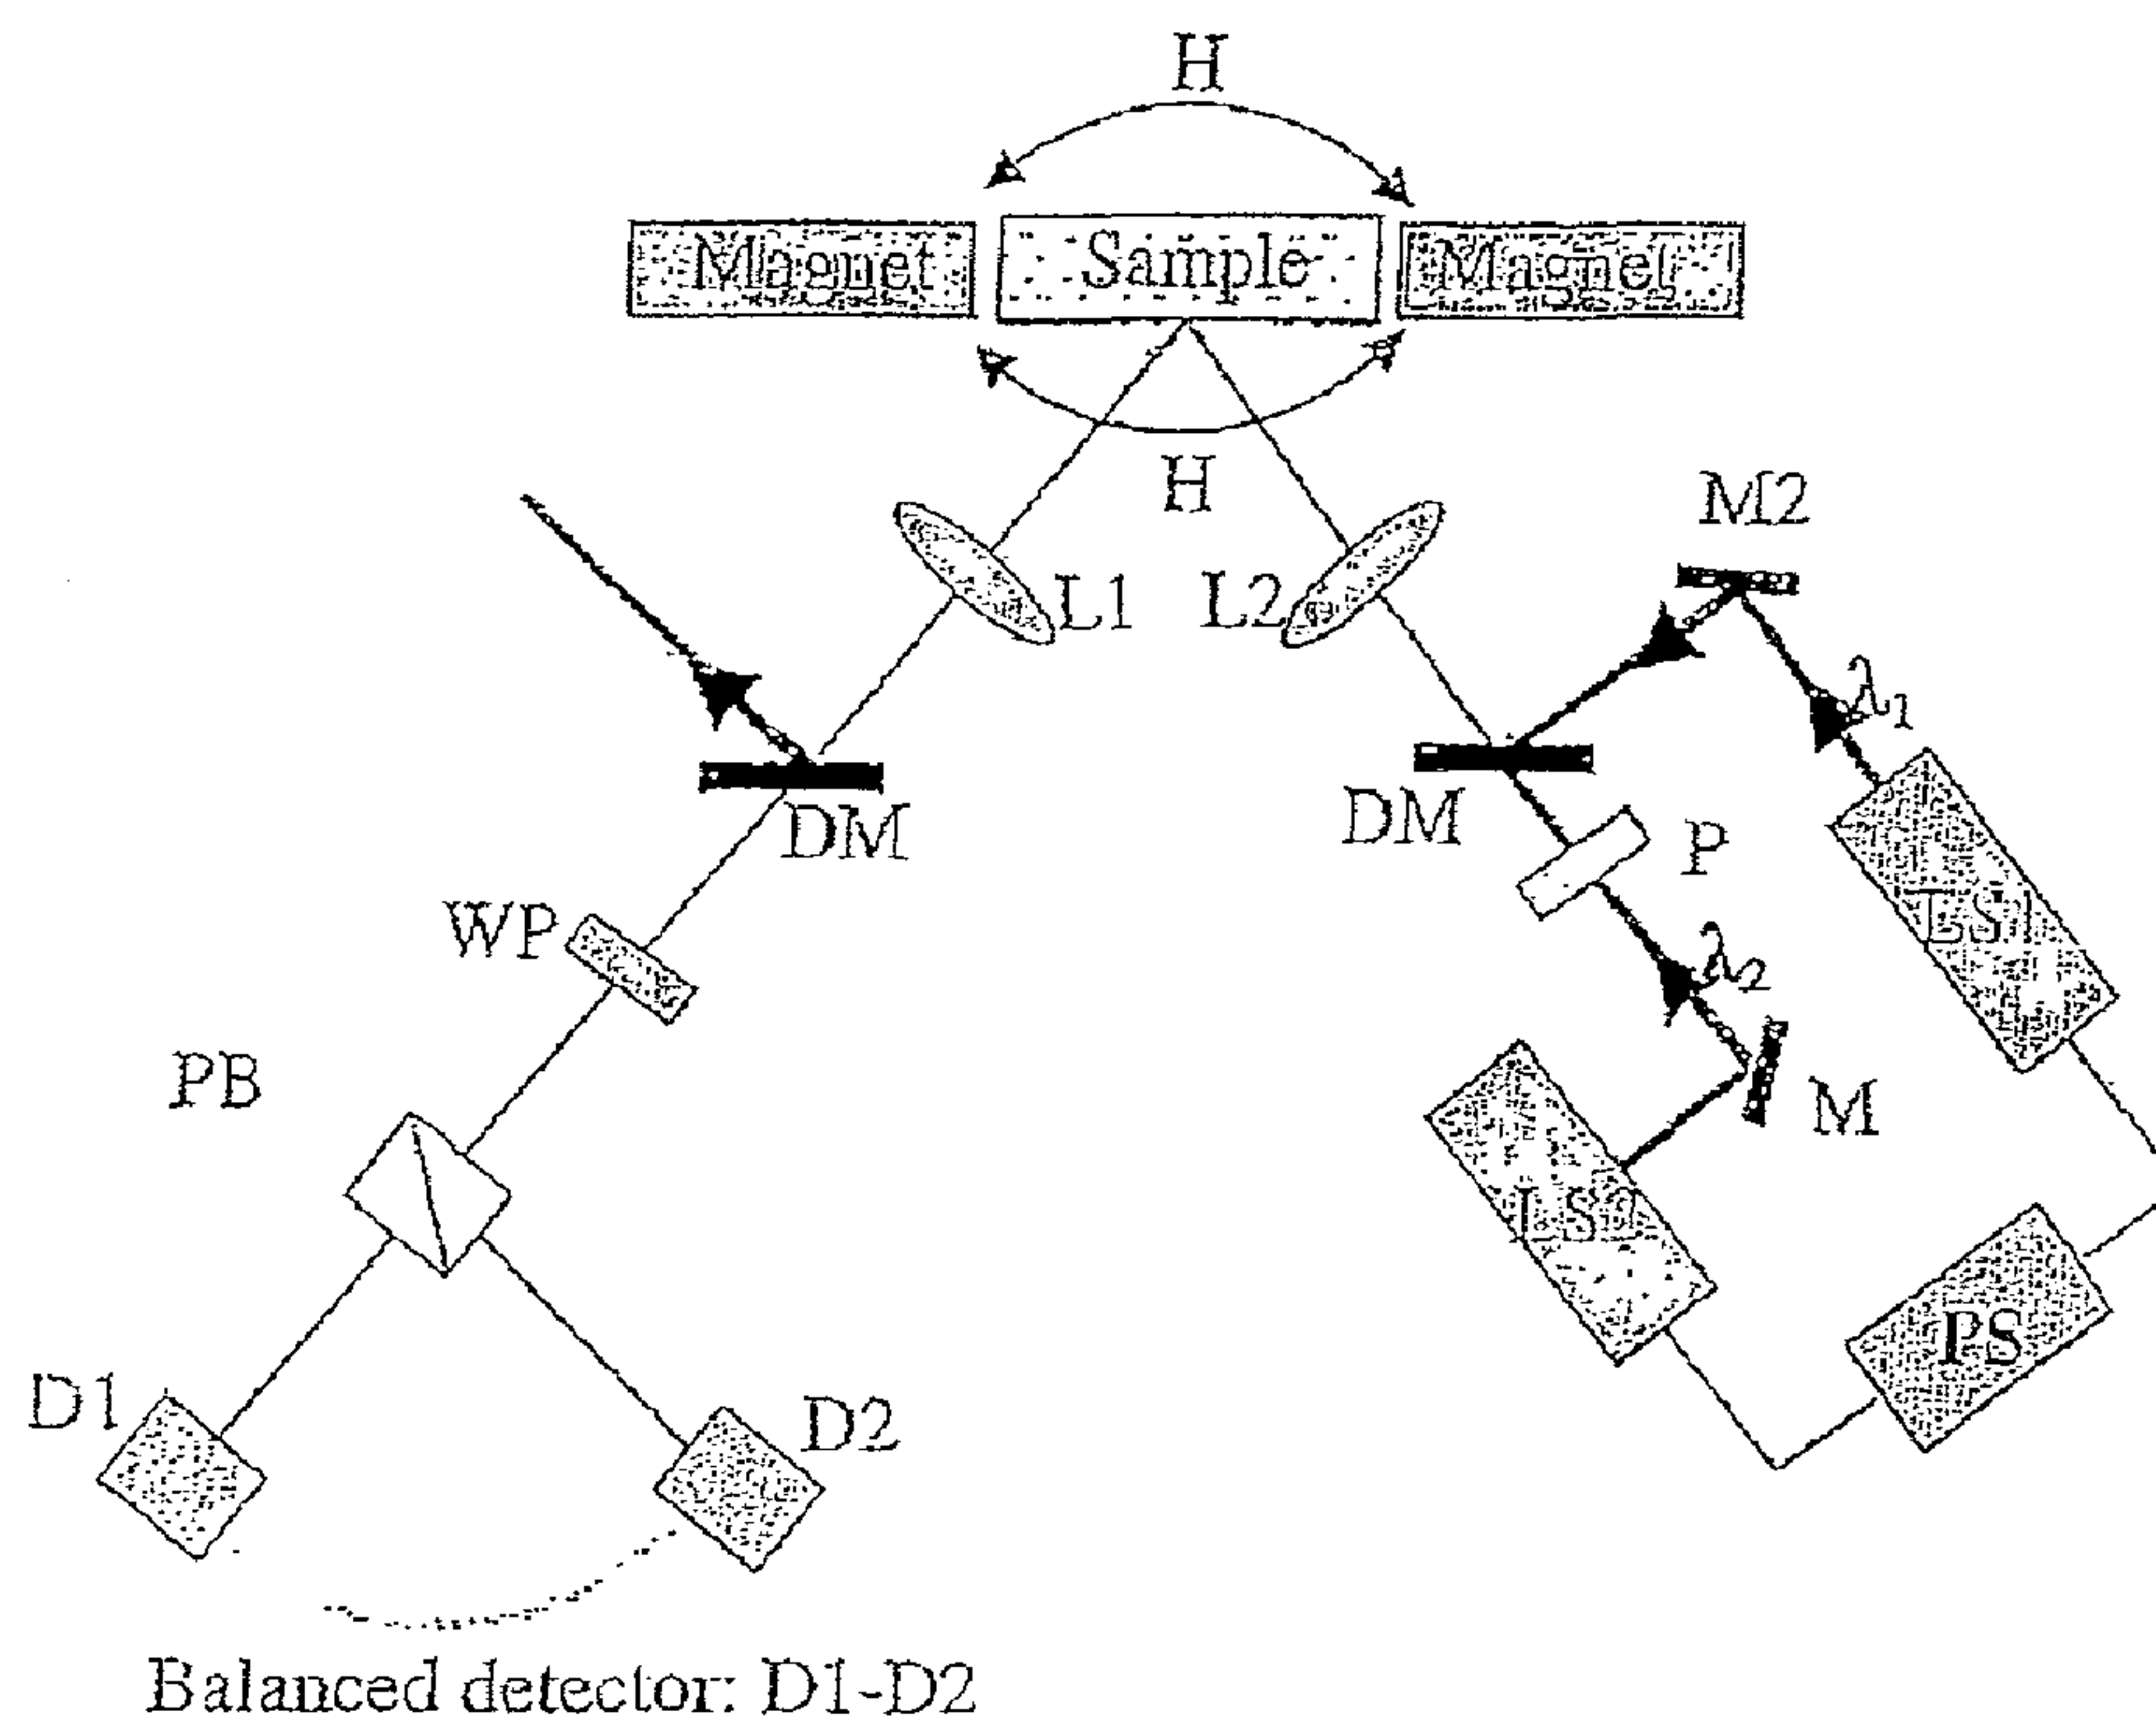 H
Magnet
Sample
Magnet
H
M2
L1
L2
λ1
DM
DM
P
LS1
WP
λ2
PB
M
LS2
PS
D1
D2
Balanced detector: D1-D2